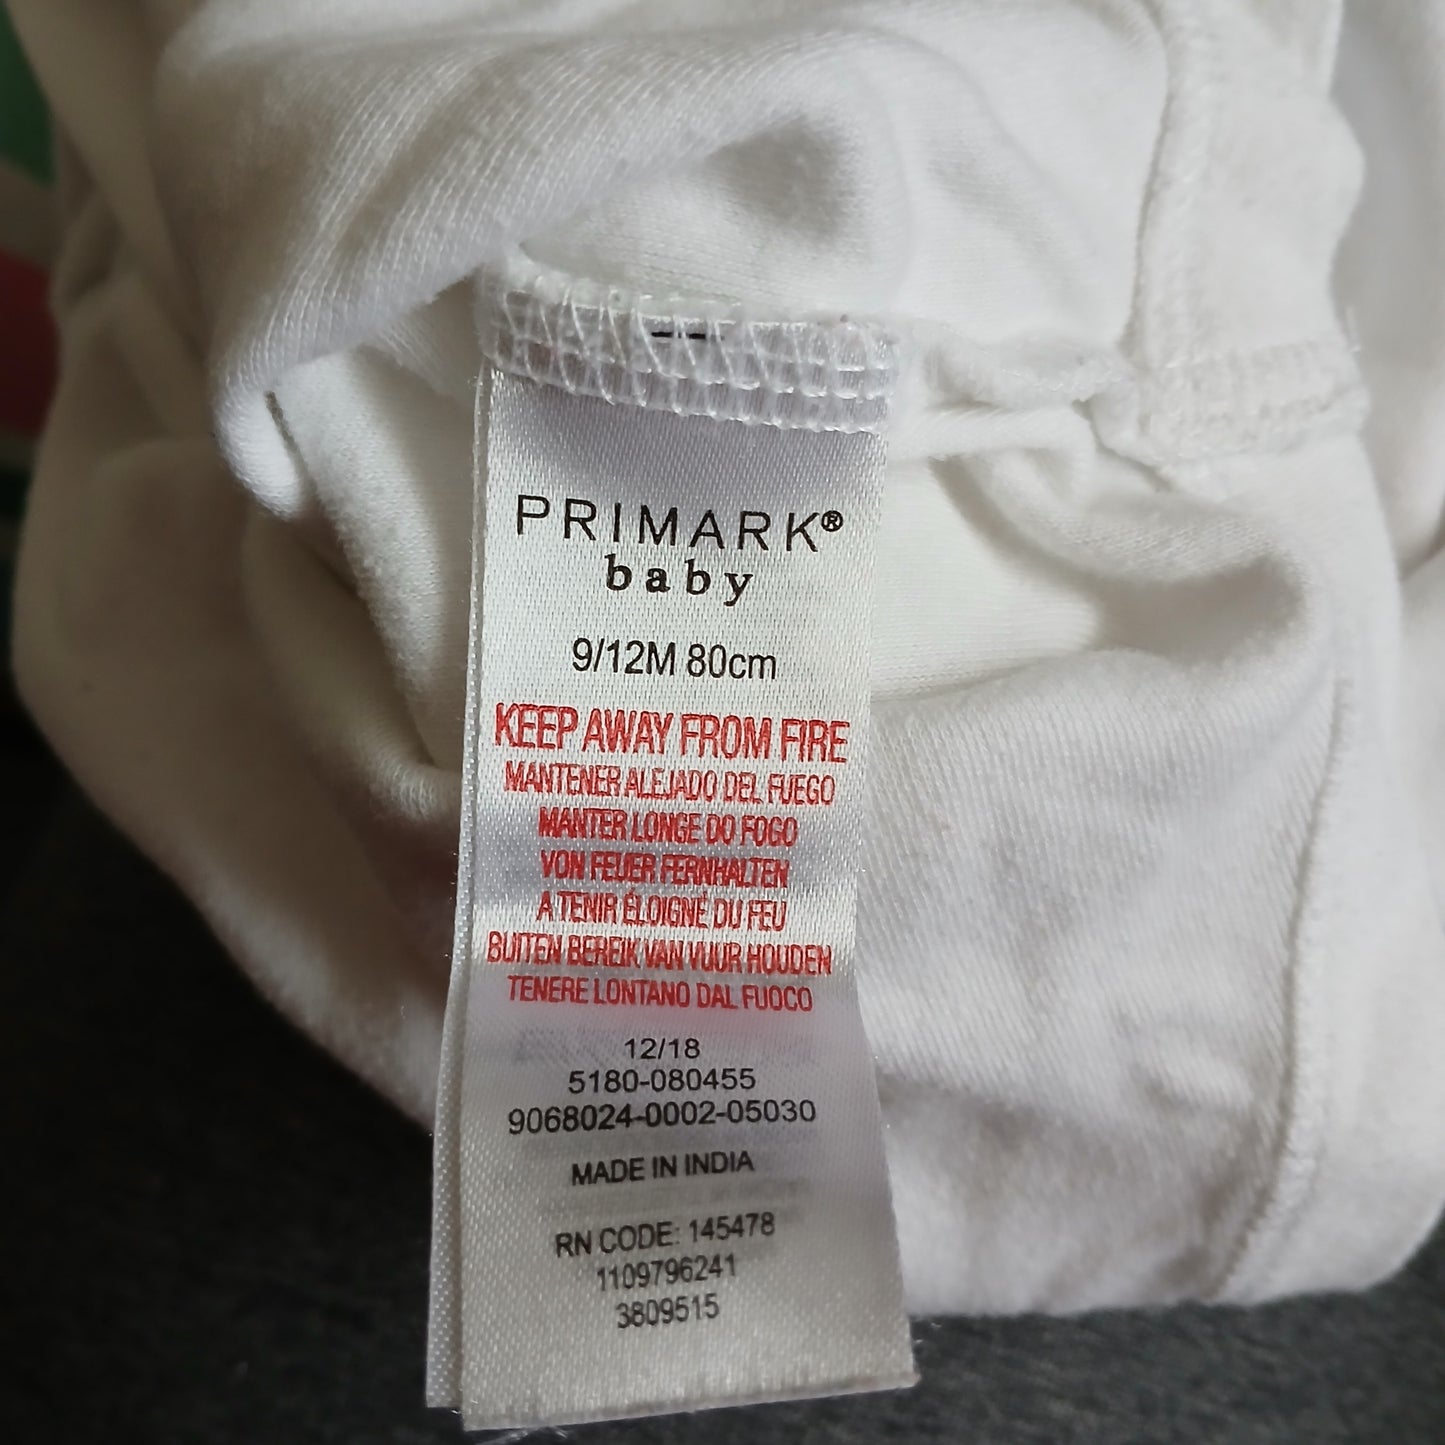 PRIMARK®
baby
9/12M 80cm
KEEP AWAY FROM FIRE
MANTENER ALEJADO DEL FUEGO
MANTER LONGE DO FOGO
VON FEUER FERNHALTEN
A TENIR ÉLOIGNÉ DU FEU
BUITEN BEREIK VAN VUUR HOUDEN
TENERE LONTANO DAL FUOCO
12/18
5180-080455
9068024-0002-05030
MADE IN INDIA
RN CODE: 145478
1109796241
3809515